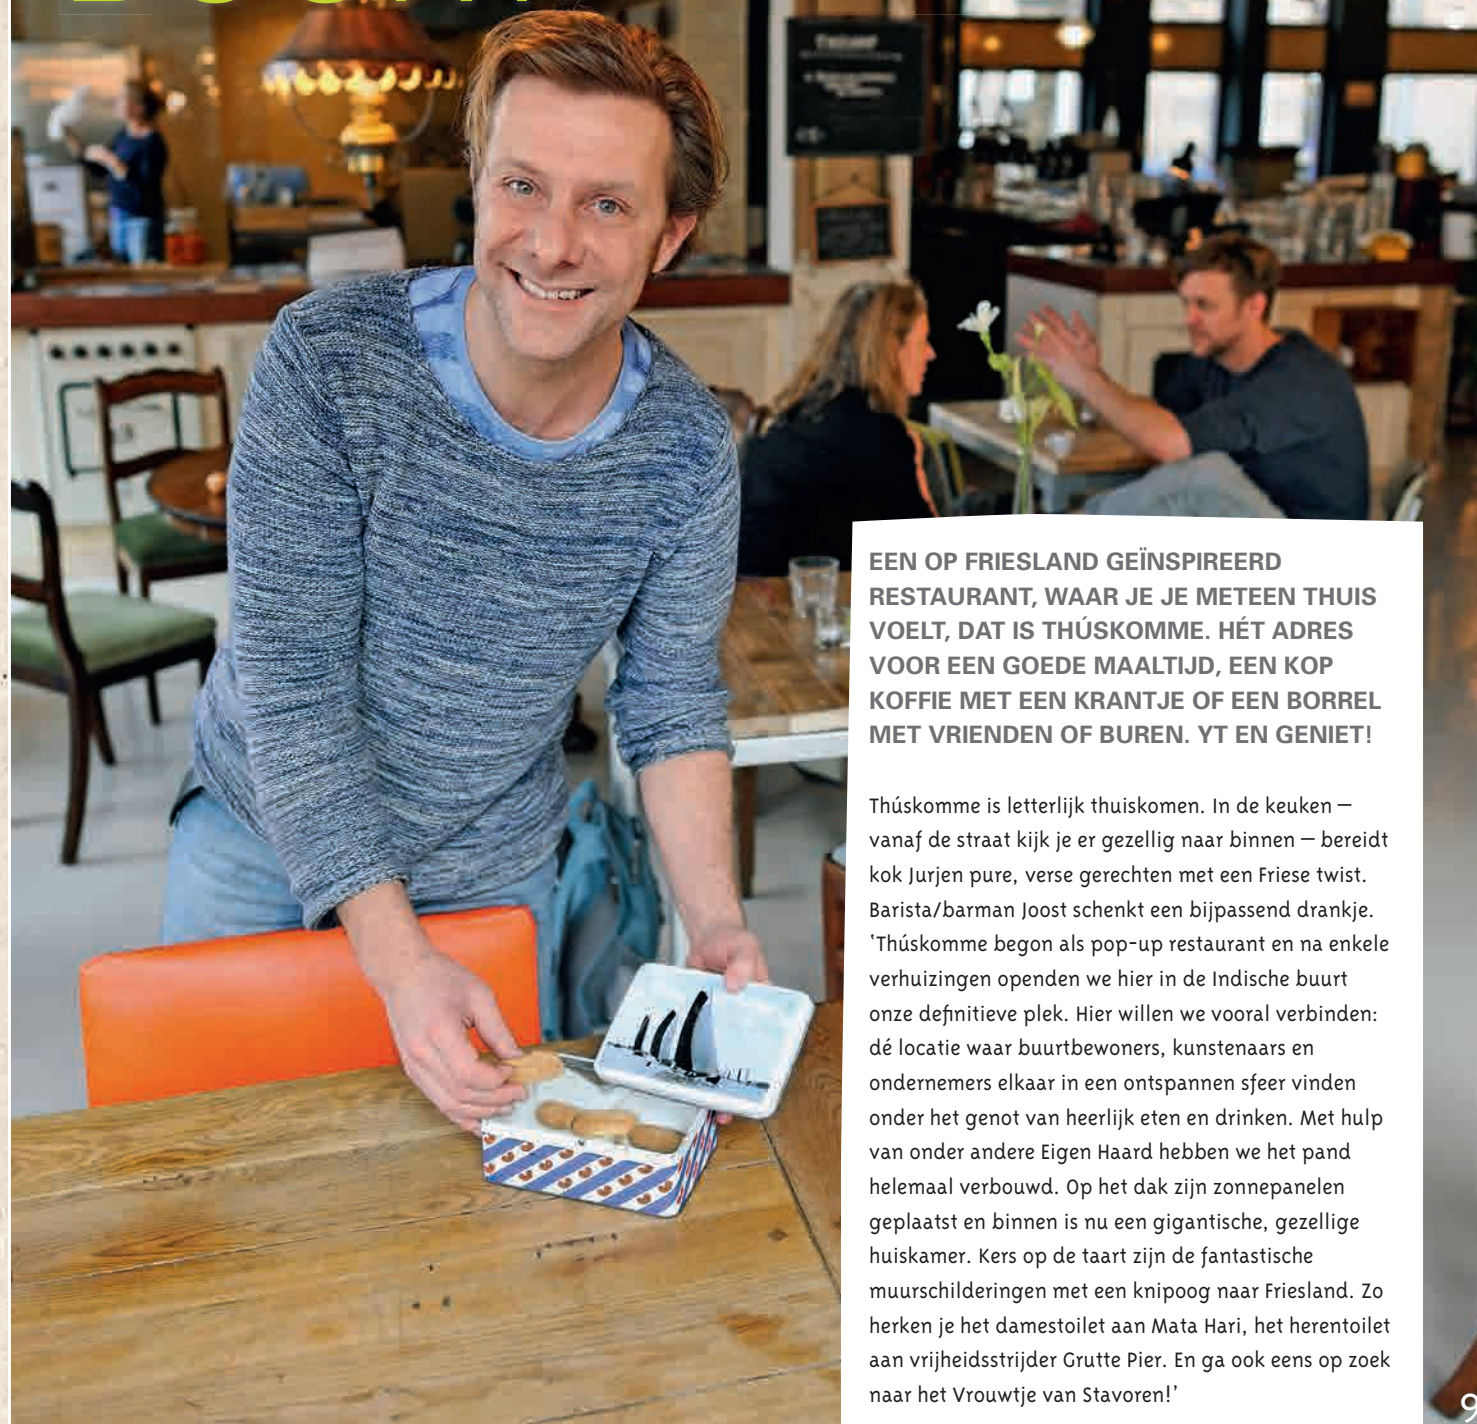 EEN OP FRIESLAND GEÏNSPIREERD
RESTAURANT, WAAR JE JE METEEN THUIS
VOELT, DAT IS THÚSKOMME. HÉT ADRES
VOOR EEN GOEDE MAALTIJD, EEN KOP
KOFFIE MET EEN KRANTJE OF EEN BORREL
MET VRIENDEN OF BUREN. YT EN GENIET!
Thúskomme is letterlijk thuiskomen. In de keuken –
vanaf de straat kijk je er gezellig naar binnen – bereidt
kok Jurjen pure, verse gerechten met een Friese twist.
Barista/barman Joost schenkt een bijpassend drankje.
‘Thúskomme begon als pop-up restaurant en na enkele
verhuizingen openden we hier in de Indische buurt
onze definitieve plek. Hier willen we vooral verbinden:
dé locatie waar buurtbewoners, kunstenaars en
ondernemers elkaar in een ontspannen sfeer vinden
onder het genot van heerlijk eten en drinken. Met hulp
van onder andere Eigen Haard hebben we het pand
helemaal verbouwd. Op het dak zijn zonnepanelen
geplaatst en binnen is nu een gigantische, gezellige
huiskamer. Kers op de taart zijn de fantastische
muurschilderingen met een knipoog naar Friesland. Zo
herken je het damestoilet aan Mata Hari, het herentoilet
aan vrijheidsstrijder Grutte Pier. En ga ook eens op zoek
naar het Vrouwtje van Stavoren!’